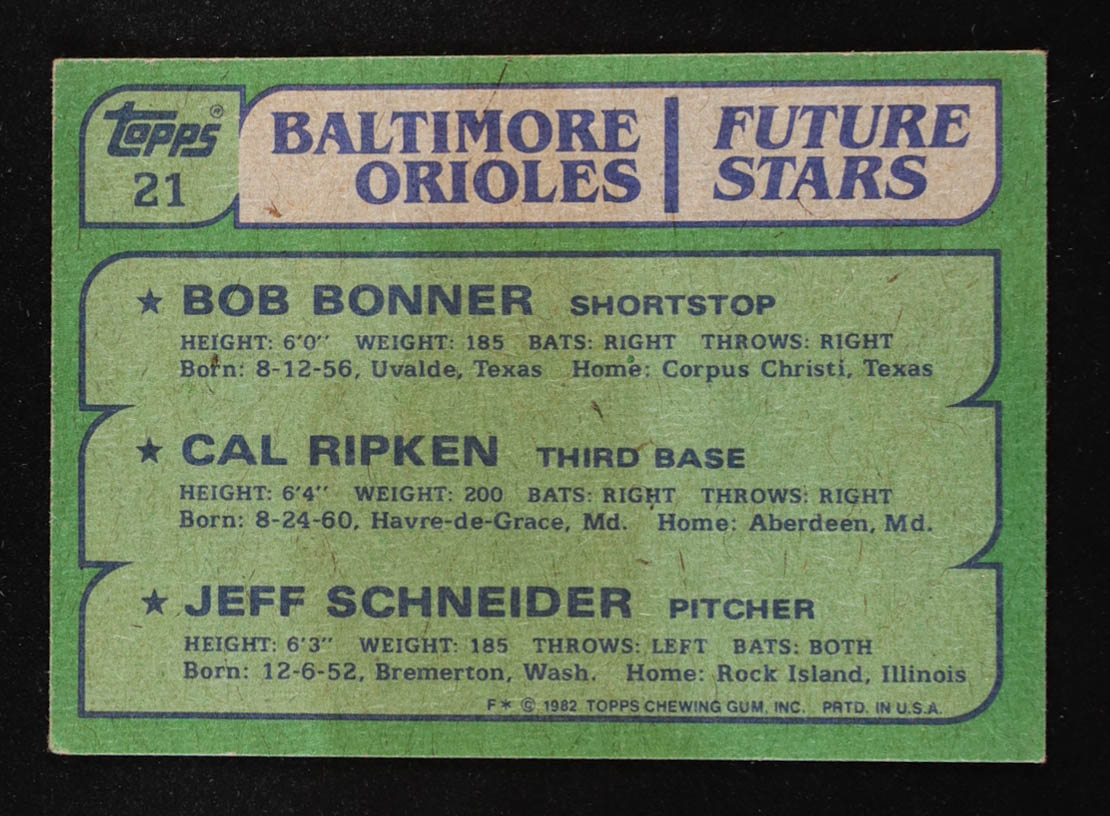 topps®
21
BALTIMORE
ORIOLES
FUTURE
STARS
★ BOB BONNER SHORTSTOP
HEIGHT: 6'0" WEIGHT: 185 BATS: RIGHT THROWS: RIGHT
Born: 8-12-56, Uvalde, Texas Home: Corpus Christi, Texas
★ CAL RIPKEN THIRD BASE
HEIGHT: 6'4" WEIGHT: 200 BATS: RIGHT THROWS: RIGHT
Born: 8-24-60, Havre-de-Grace, Md. Home: Aberdeen, Md.
★ JEFF SCHNEIDER PITCHER
HEIGHT: 6'3" WEIGHT: 185 THROWS: LEFT BATS: BOTH
Born: 12-6-52, Bremerton, Wash. Home: Rock Island, Illinois
F* © 1982 TOPPS CHEWING GUM, INC. PRTD. IN U.S.A.